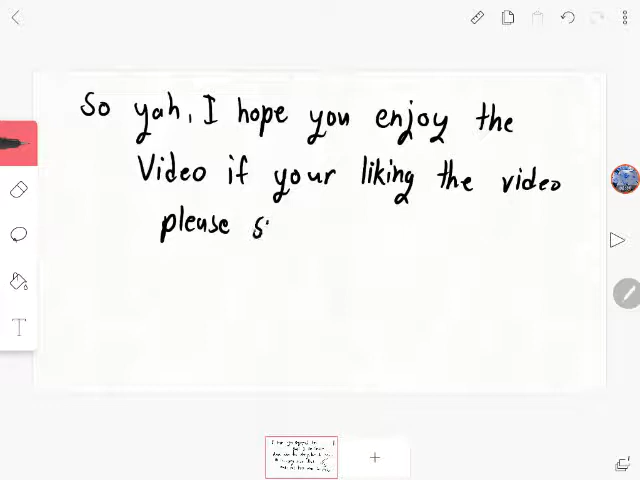 So yah, I hope you enjoy the
Video if your liking the video
please s
T